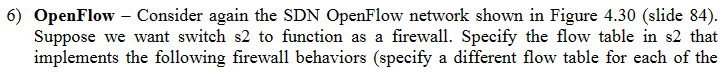 6) OpenFlow – Consider again the SDN OpenFlow network shown in Figure 4.30 (slide 84).
Suppose we want switch s2 to function as a firewall. Specify the flow table in s2 that
implements the following firewall behaviors (specify a different flow table for each of the